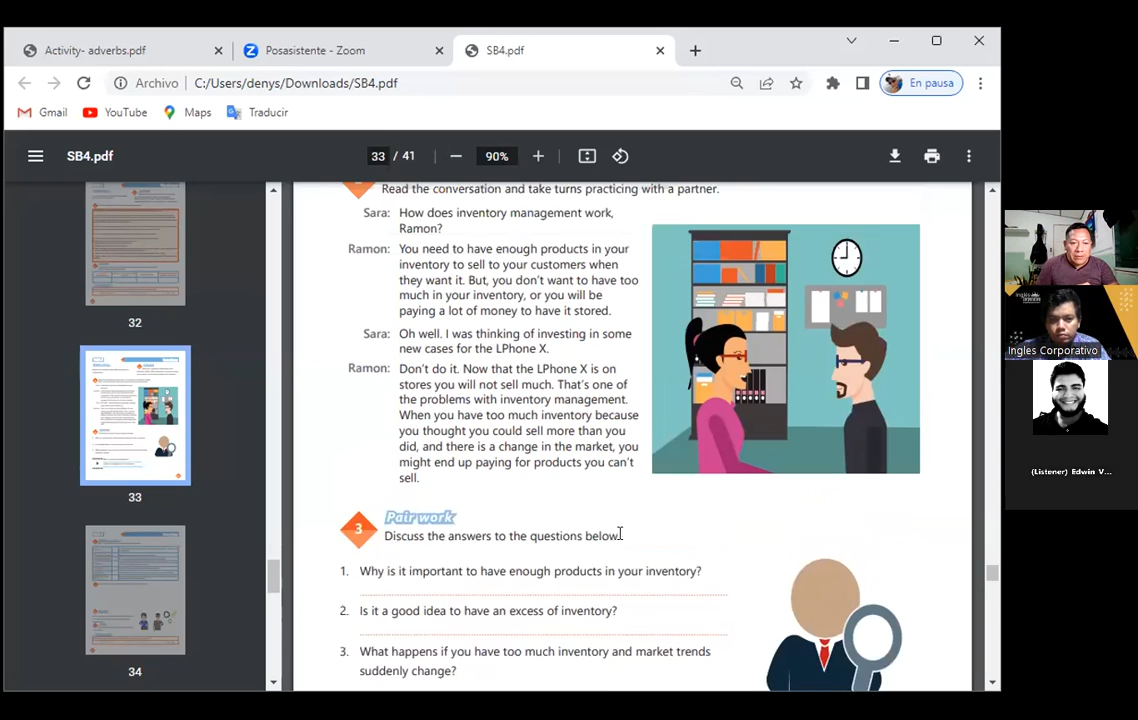 Activity- adverbs.pdf
Posasistente - Zoom
SB4.pdf
Archivo
C:/Users/denys/Downloads/SB4.pdf
En pausa
Gmail
YouTube
Maps
Traducir
SB4.pdf
33 / 41
90%
Read the conversation and take turns practicing with a partner.
Sara: How does inventory management work,
Ramon?
Ramon: You need to have enough products in your
inventory to sell to your customers when
they want it. But, you don't want to have too
much in your inventory, or you will be
paying a lot of money to have it stored.
Sara: Oh well. I was thinking of investing in some
new cases for the LPhone X.
Ramon: Don't do it. Now that the LPhone X is on
stores you will not sell much. That's one of
the problems with inventory management.
When you have too much inventory because
you thought you could sell more than you
did, and there is a change in the market, you
might end up paying for products you can't
sell.
3
Pair work
Discuss the answers to the questions below.
1. Why is it important to have enough products in your inventory?
2. Is it a good idea to have an excess of inventory?
3. What happens if you have too much inventory and market trends
suddenly change?
32
33
34
Ingles Corporativo
(Listener) Edwin V...